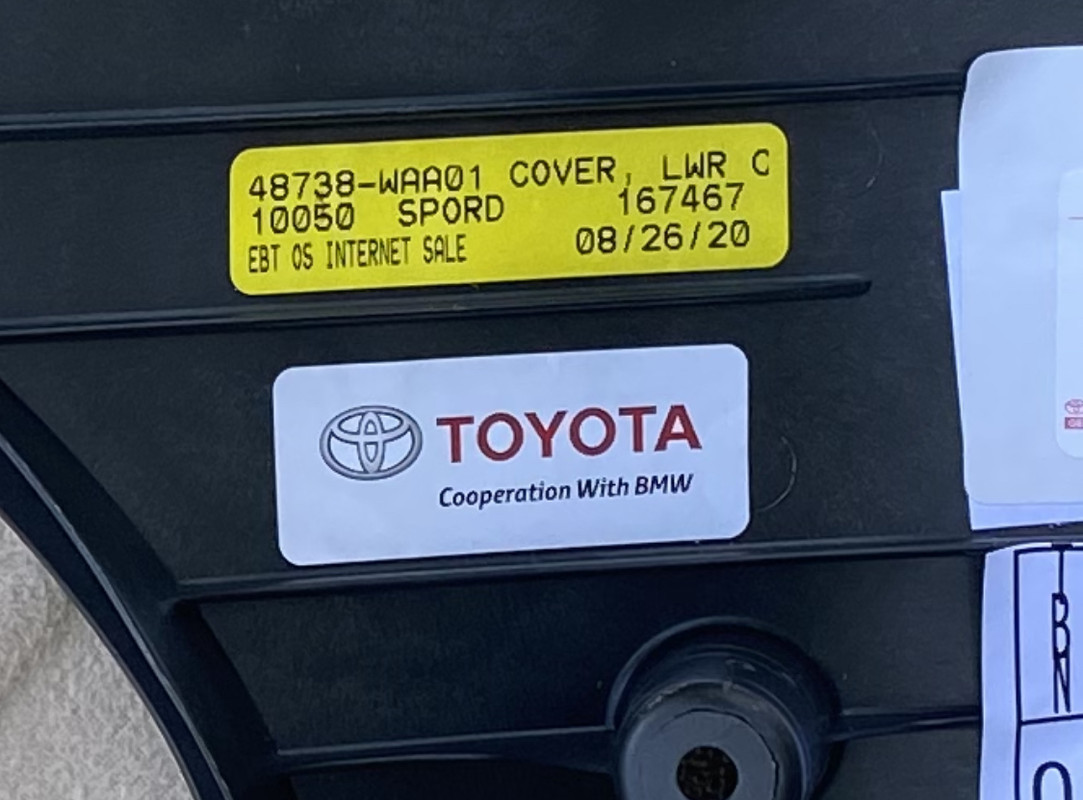 48738-WAA01 COVER, LWR C
10050 SPORD 167467
EBT OS INTERNET SALE 08/26/20
TOYOTA
Cooperation With BMW